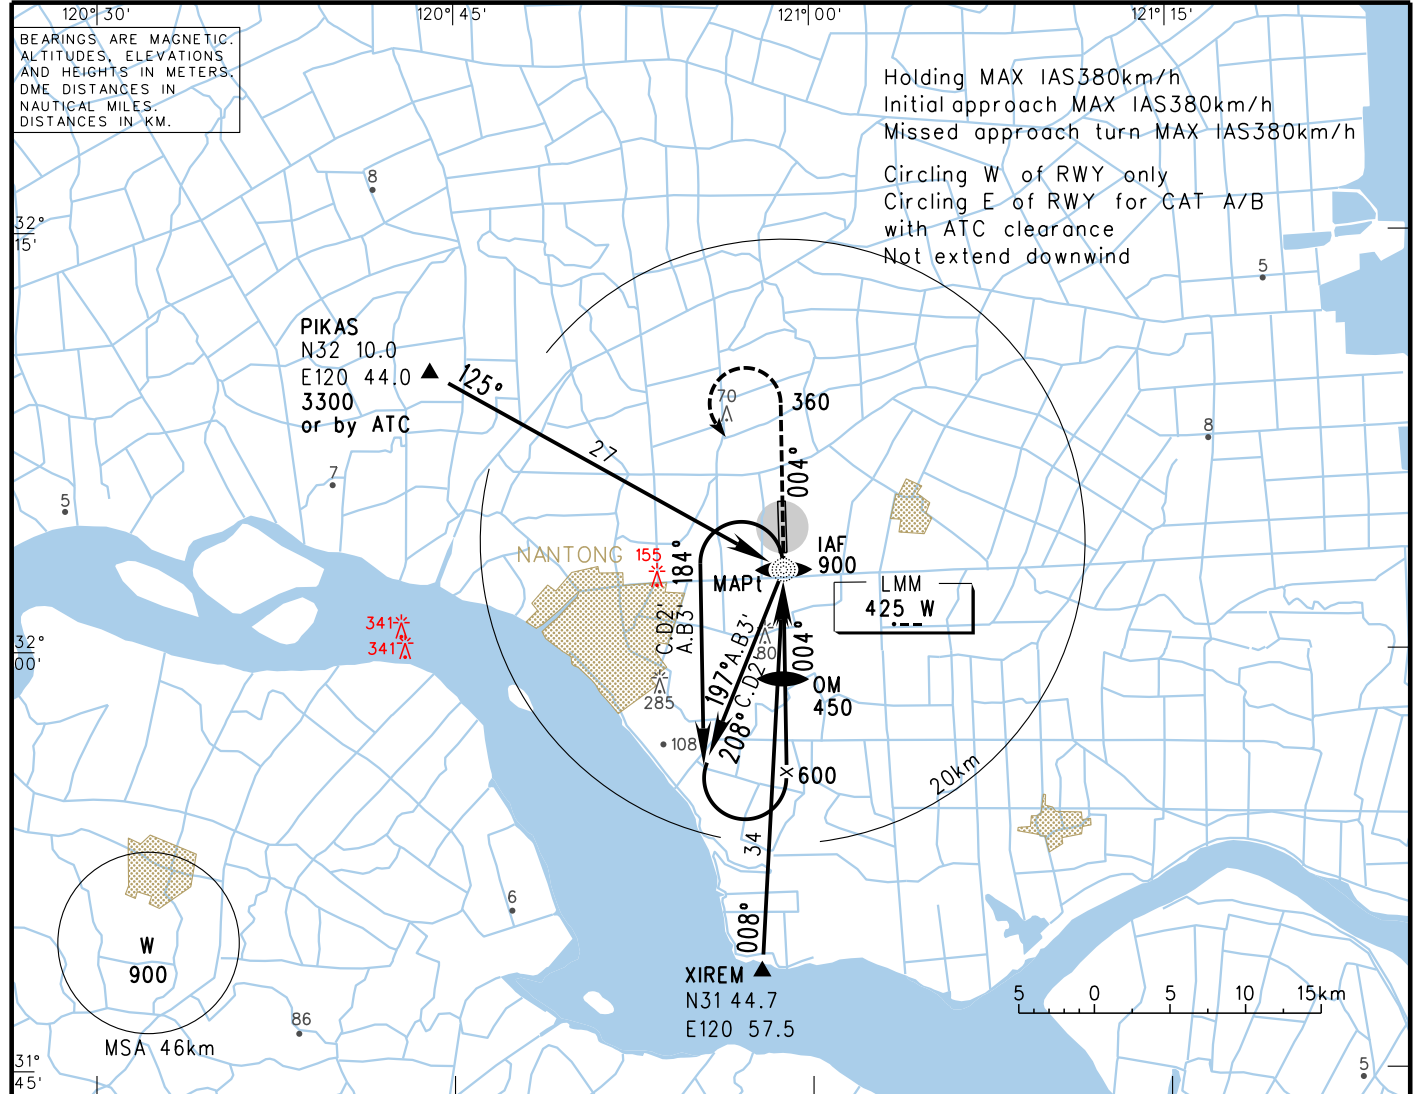 120°30'
120°45'
121°00'
121°15'
BEARINGS ARE MAGNETIC.
ALTITUDES, ELEVATIONS
AND HEIGHTS IN METERS.
DME DISTANCES IN
NAUTICAL MILES.
DISTANCES IN KM.
Holding MAX IAS380km/h
Initial approach MAX IAS380km/h
Missed approach turn MAX IAS380km/h
Circling W of RWY only
Circling E of RWY for CAT A/B
with ATC clearance
Not extend downwind
8
32°
15'
5
PIKAS
N32 10.0
E120 44.0
3300
or by ATC
125°
27
70
360
8
004°
7
5
NANTONG
155
184°
IAF
900
MAPt
LMM
425 W
341
341
C.D2'
A.B3'
197°A.B3'
208°C.D2'
80
004°
32°
00'
OM
450
285
108
600
20km
34
6
008°
W
900
MSA 46km
XIREM
N31 44.7
E120 57.5
5 0 5 10 15km
86
31°
45'
5